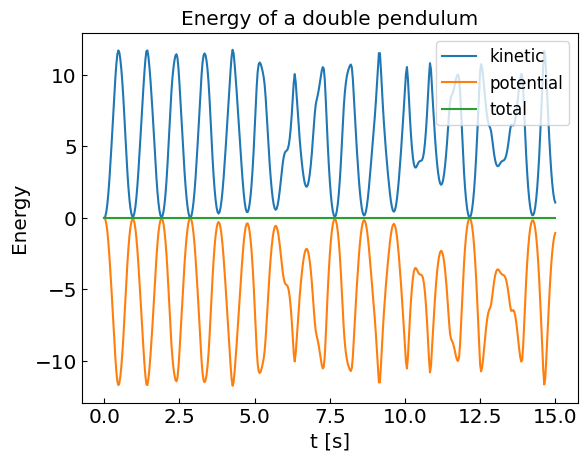 Energy of a double pendulum
kinetic
potential
total
10
5
0
−5
−10
Energy
0.0 2.5 5.0 7.5 10.0 12.5 15.0
t [s]